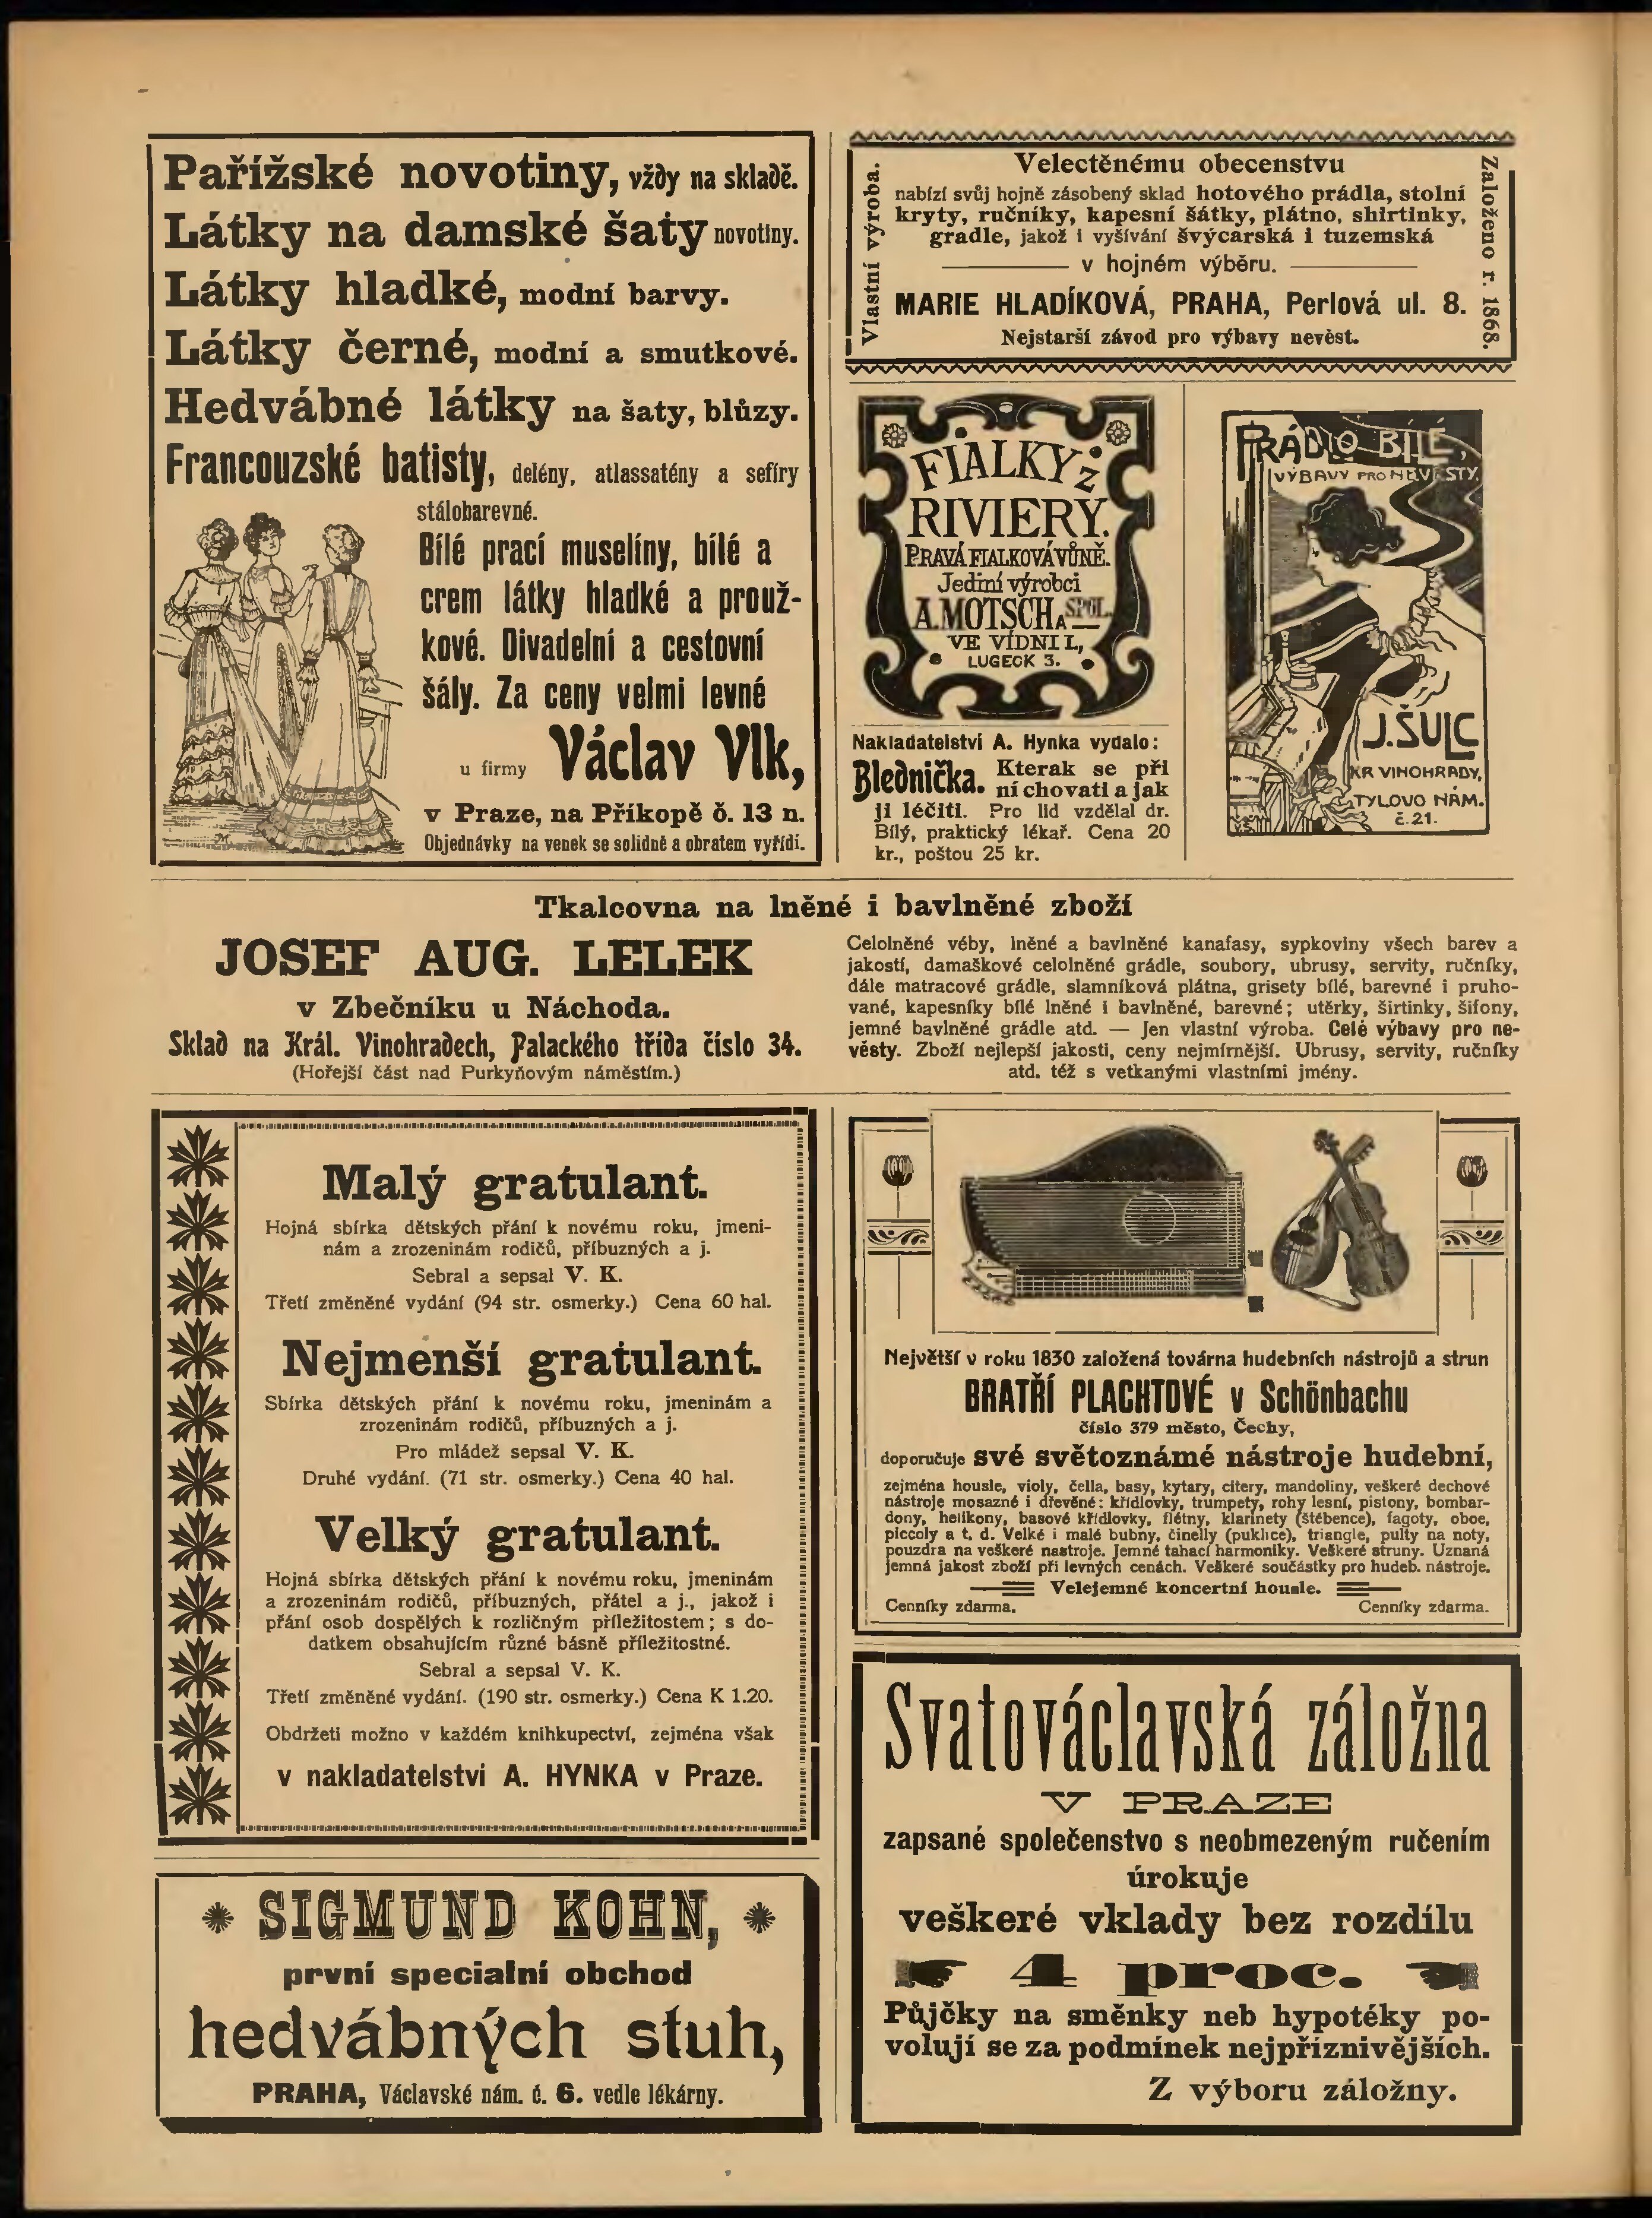 Pařížské novotiny, vždy na skladě.
Látky na damské šaty novotiny.
Látky hladké, modní barvy.
Látky černé, modní a smutkové.
Hedvábné látky na šaty, blůzy.
Francouzské batisty, delény, atlassatény a sefíry
stálobarevné.
Bílé prací muselíny, bílé a
crem látky hladké a prouž-
kové. Divadelní a cestovní
šály. Za ceny velmi levné
u firmy Václav Vlk,
v Praze, na Příkopě č. 13 n.
Objednávky na venek se solidně a obratem vyřídí.
Vlastní výroba.
Velectěnému obecenstvu
nabízí svůj hojně zásobený sklad hotového prádla, stolní
kryty, ručníky, kapesní šátky, plátno, shirtinky,
gradle, jakož i vyšívání švýcarská i tuzemská
v hojném výběru.
MARIE HLADÍKOVÁ, PRAHA, Perlová ul. 8.
Nejstarší závod pro výbavy nevěst.
Založeno r. 1868.
FIALKY z
RIVIERY.
PRAVÁ FIALKOVÁ VŮNĚ.
Jediní výrobci
A. MOTSCH A SPOL.
VE VÍDNI I.,
LUGECK 3.
Nakladatelství A. Hynka vydalo:
Blednička. Kterak se při
ní chovati a jak
ji léčiti. Pro lid vzdělal dr.
Bílý, praktický lékař. Cena 20
kr., poštou 25 kr.
PRÁDLO BÍLÉ,
VÝBAVY PRO NEVĚSTY.
J. ŠULC
KR VINOHRADY,
TYLOVO NÁM.
č. 21.
Tkalcovna na lněné i bavlněné zboží
JOSEF AUG. LELEK
v Zbečníku u Náchoda.
Sklad na Král. Vinohradech, Palackého třída číslo 34.
(Hořejší část nad Purkyňovým náměstím.)
Celolněné véby, lněné a bavlněné kanafasy, sypkoviny všech barev a
jakostí, damaškové celolněné grádle, soubory, ubrusy, servity, ručníky,
dále matracové grádle, slamníková plátna, grisety bílé, barevné i pruho-
vané, kapesníky bílé lněné i bavlněné, barevné; utěrky, širtinky, šifony,
jemné bavlněné grádle atd. — Jen vlastní výroba. Celé výbavy pro ne-
věsty. Zboží nejlepší jakosti, ceny nejmírnější. Ubrusy, servity, ručníky
atd. též s vetkanými vlastními jmény.
Malý gratulant.
Hojná sbírka dětských přání k novému roku, jmeni-
nám a zrozeninám rodičů, příbuzných a j.
Sebral a sepsal V. K.
Třetí změněné vydání (94 str. osmerky.) Cena 60 hal.
Nejmenší gratulant.
Sbírka dětských přání k novému roku, jmeninám a
zrozeninám rodičů, příbuzných a j.
Pro mládež sepsal V. K.
Druhé vydání. (71 str. osmerky.) Cena 40 hal.
Velký gratulant.
Hojná sbírka dětských přání k novému roku, jmeninám
a zrozeninám rodičů, příbuzných, přátel a j., jakož i
přání osob dospělých k rozličným příležitostem; s do-
datkem obsahujícím různé básně příležitostné.
Sebral a sepsal V. K.
Třetí změněné vydání. (190 str. osmerky.) Cena K 1.20.
Obdržeti možno v každém knihkupectví, zejména však
v nakladatelství A. HYNKA v Praze.
Největší v roku 1830 založená továrna hudebních nástrojů a strun
BRATŘÍ PLACHTOVÉ v Schönbachu
číslo 379 město, Čechy,
doporučuje své světoznámé nástroje hudební,
zejména housle, violy, čella, basy, kytary, citery, mandoliny, veškeré dechové
nástroje mosazné i dřevěné: křídlovky, trumpety, rohy lesní, pistony, bombar-
dony, helikony, basové křídlovky, flétny, klarinety (štěbence), fagoty, oboe,
piccoly a t. d. Velké i malé bubny, činelly (puklice), triangle, pulty na noty,
pouzdra na veškeré nastroje. Jemné tahací harmoniky. Veškeré struny. Uznaná
jemná jakost zboží při levných cenách. Veškeré součástky pro hudeb. nástroje.
Velejemné koncertní housle.
Cenníky zdarma. Cenníky zdarma.
SIGMUND KOHN,
první specialní obchod
hedvábných stuh,
PRAHA, Václavské nám. č. 6. vedle lékárny.
Svatováclavská záložna
V PRAZE
zapsané společenstvo s neobmezeným ručením
úrokuje
veškeré vklady bez rozdílu
4 proc.
Půjčky na směnky neb hypotéky po-
volují se za podmínek nejpříznivějších.
Z výboru záložny.